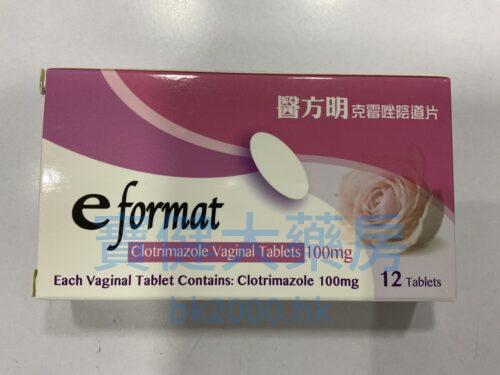 醫方明克霉唑陰道片
e format
Clotrimazole Vaginal Tablets 100mg
寶健大藥房
Each Vaginal Tablet Contains: Clotrimazole 100mg 12 Tablets
bk2000.hk